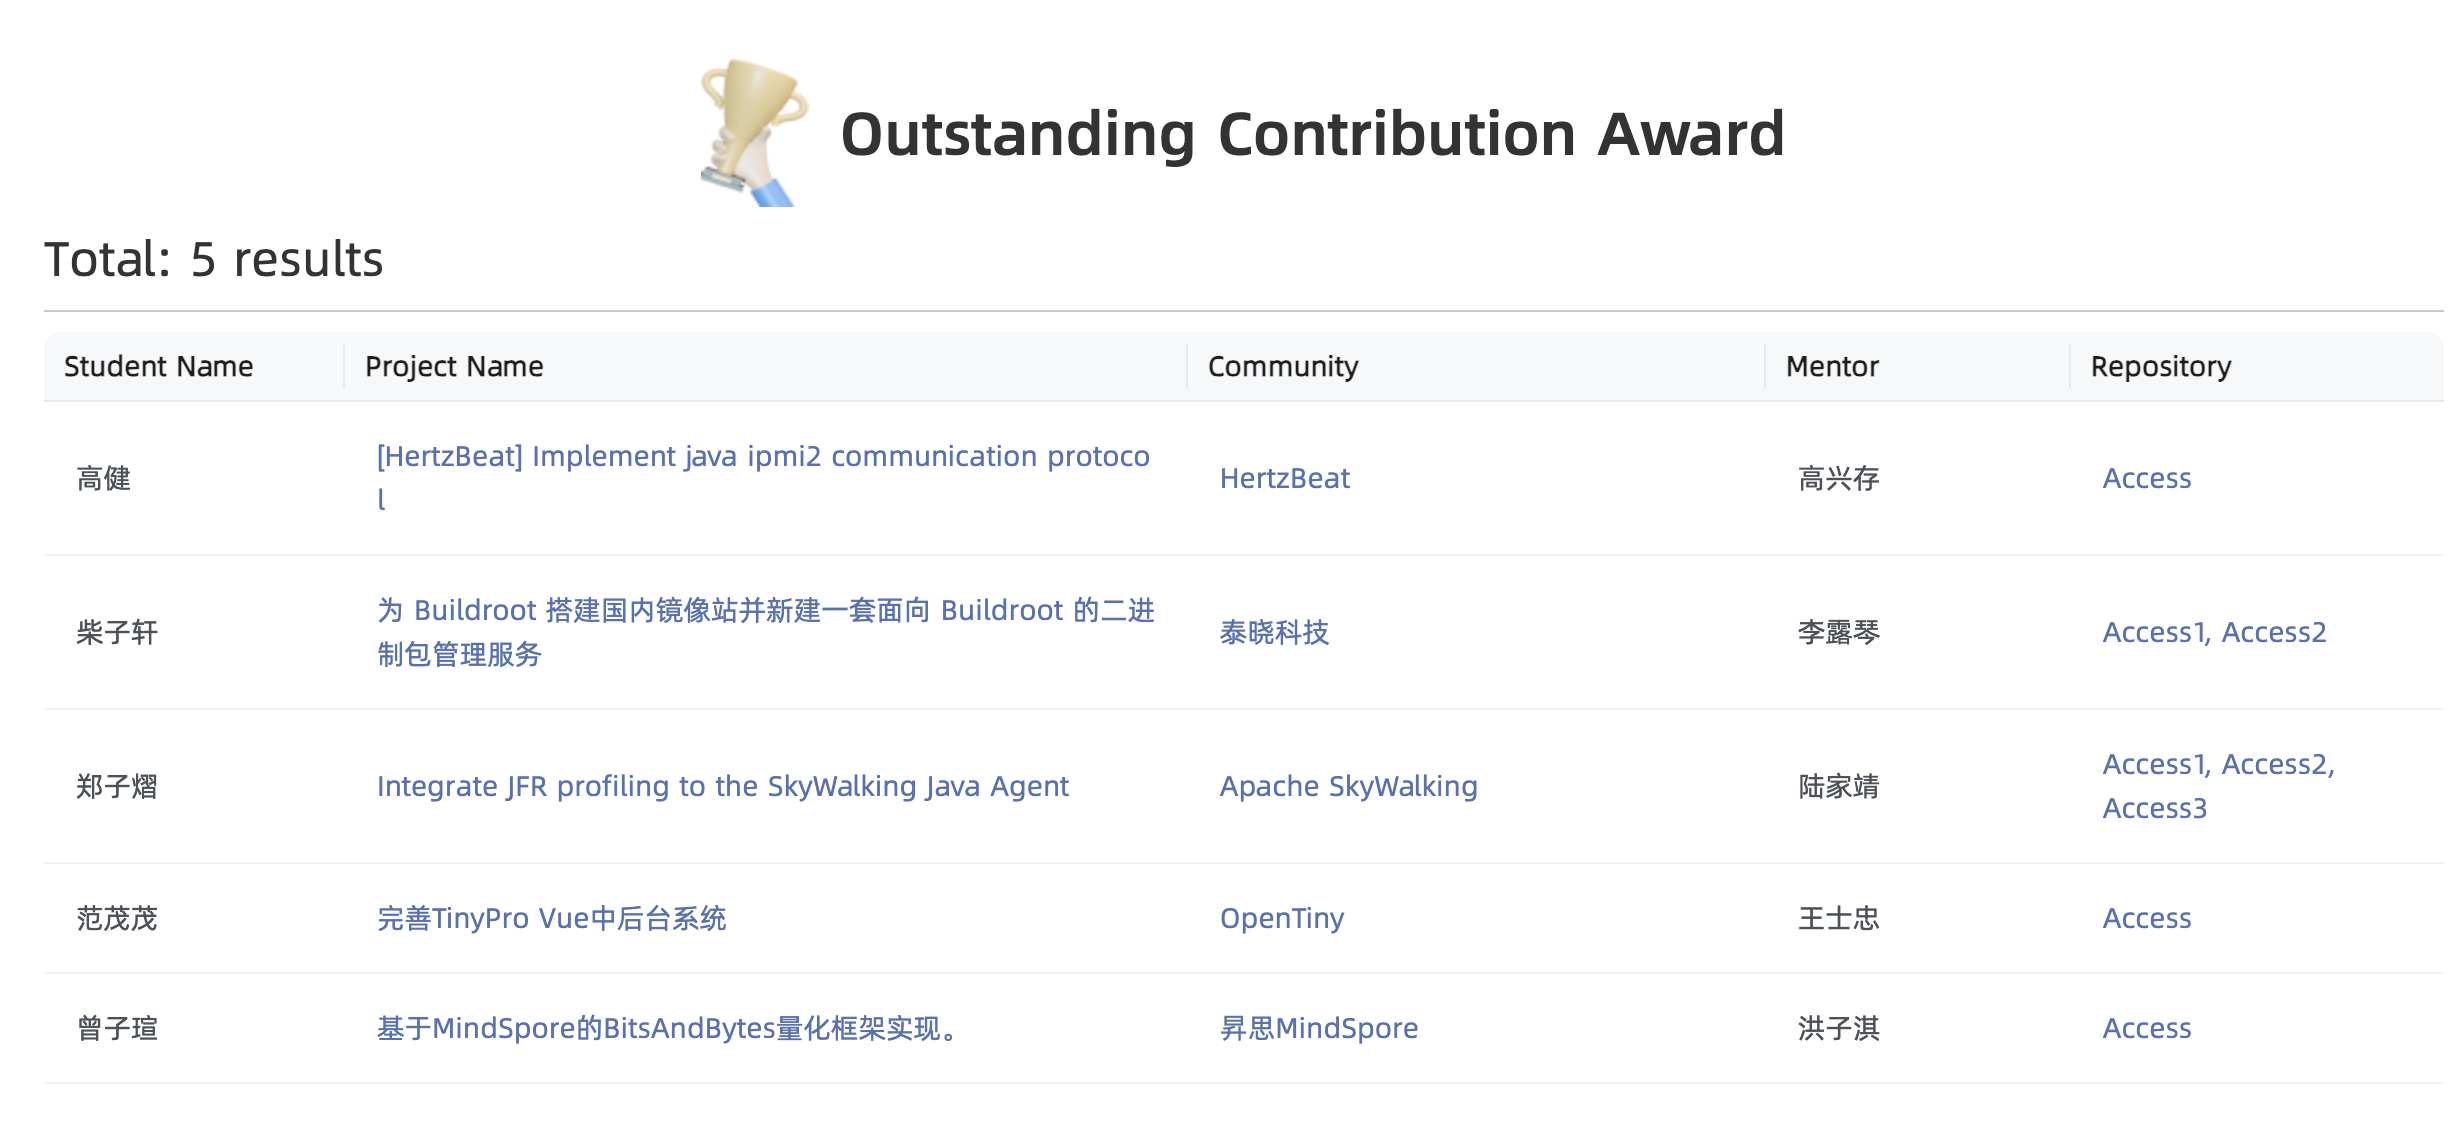 Outstanding Contribution Award
Total: 5 results
Student Name Project Name Community Mentor Repository
高健 [HertzBeat] Implement java ipmi2 communication protoco
l HertzBeat 高兴存 Access
柴子轩 为 Buildroot 搭建国内镜像站并新建一套面向 Buildroot 的二进
制包管理服务 泰晓科技 李露琴 Access1, Access2
郑子熠 Integrate JFR profiling to the SkyWalking Java Agent Apache SkyWalking 陆家靖 Access1, Access2,
Access3
范茂茂 完善TinyPro Vue中后台系统 OpenTiny 王士忠 Access
曾子瑄 基于MindSpore的BitsAndBytes量化框架实现。 昇思MindSpore 洪子淇 Access